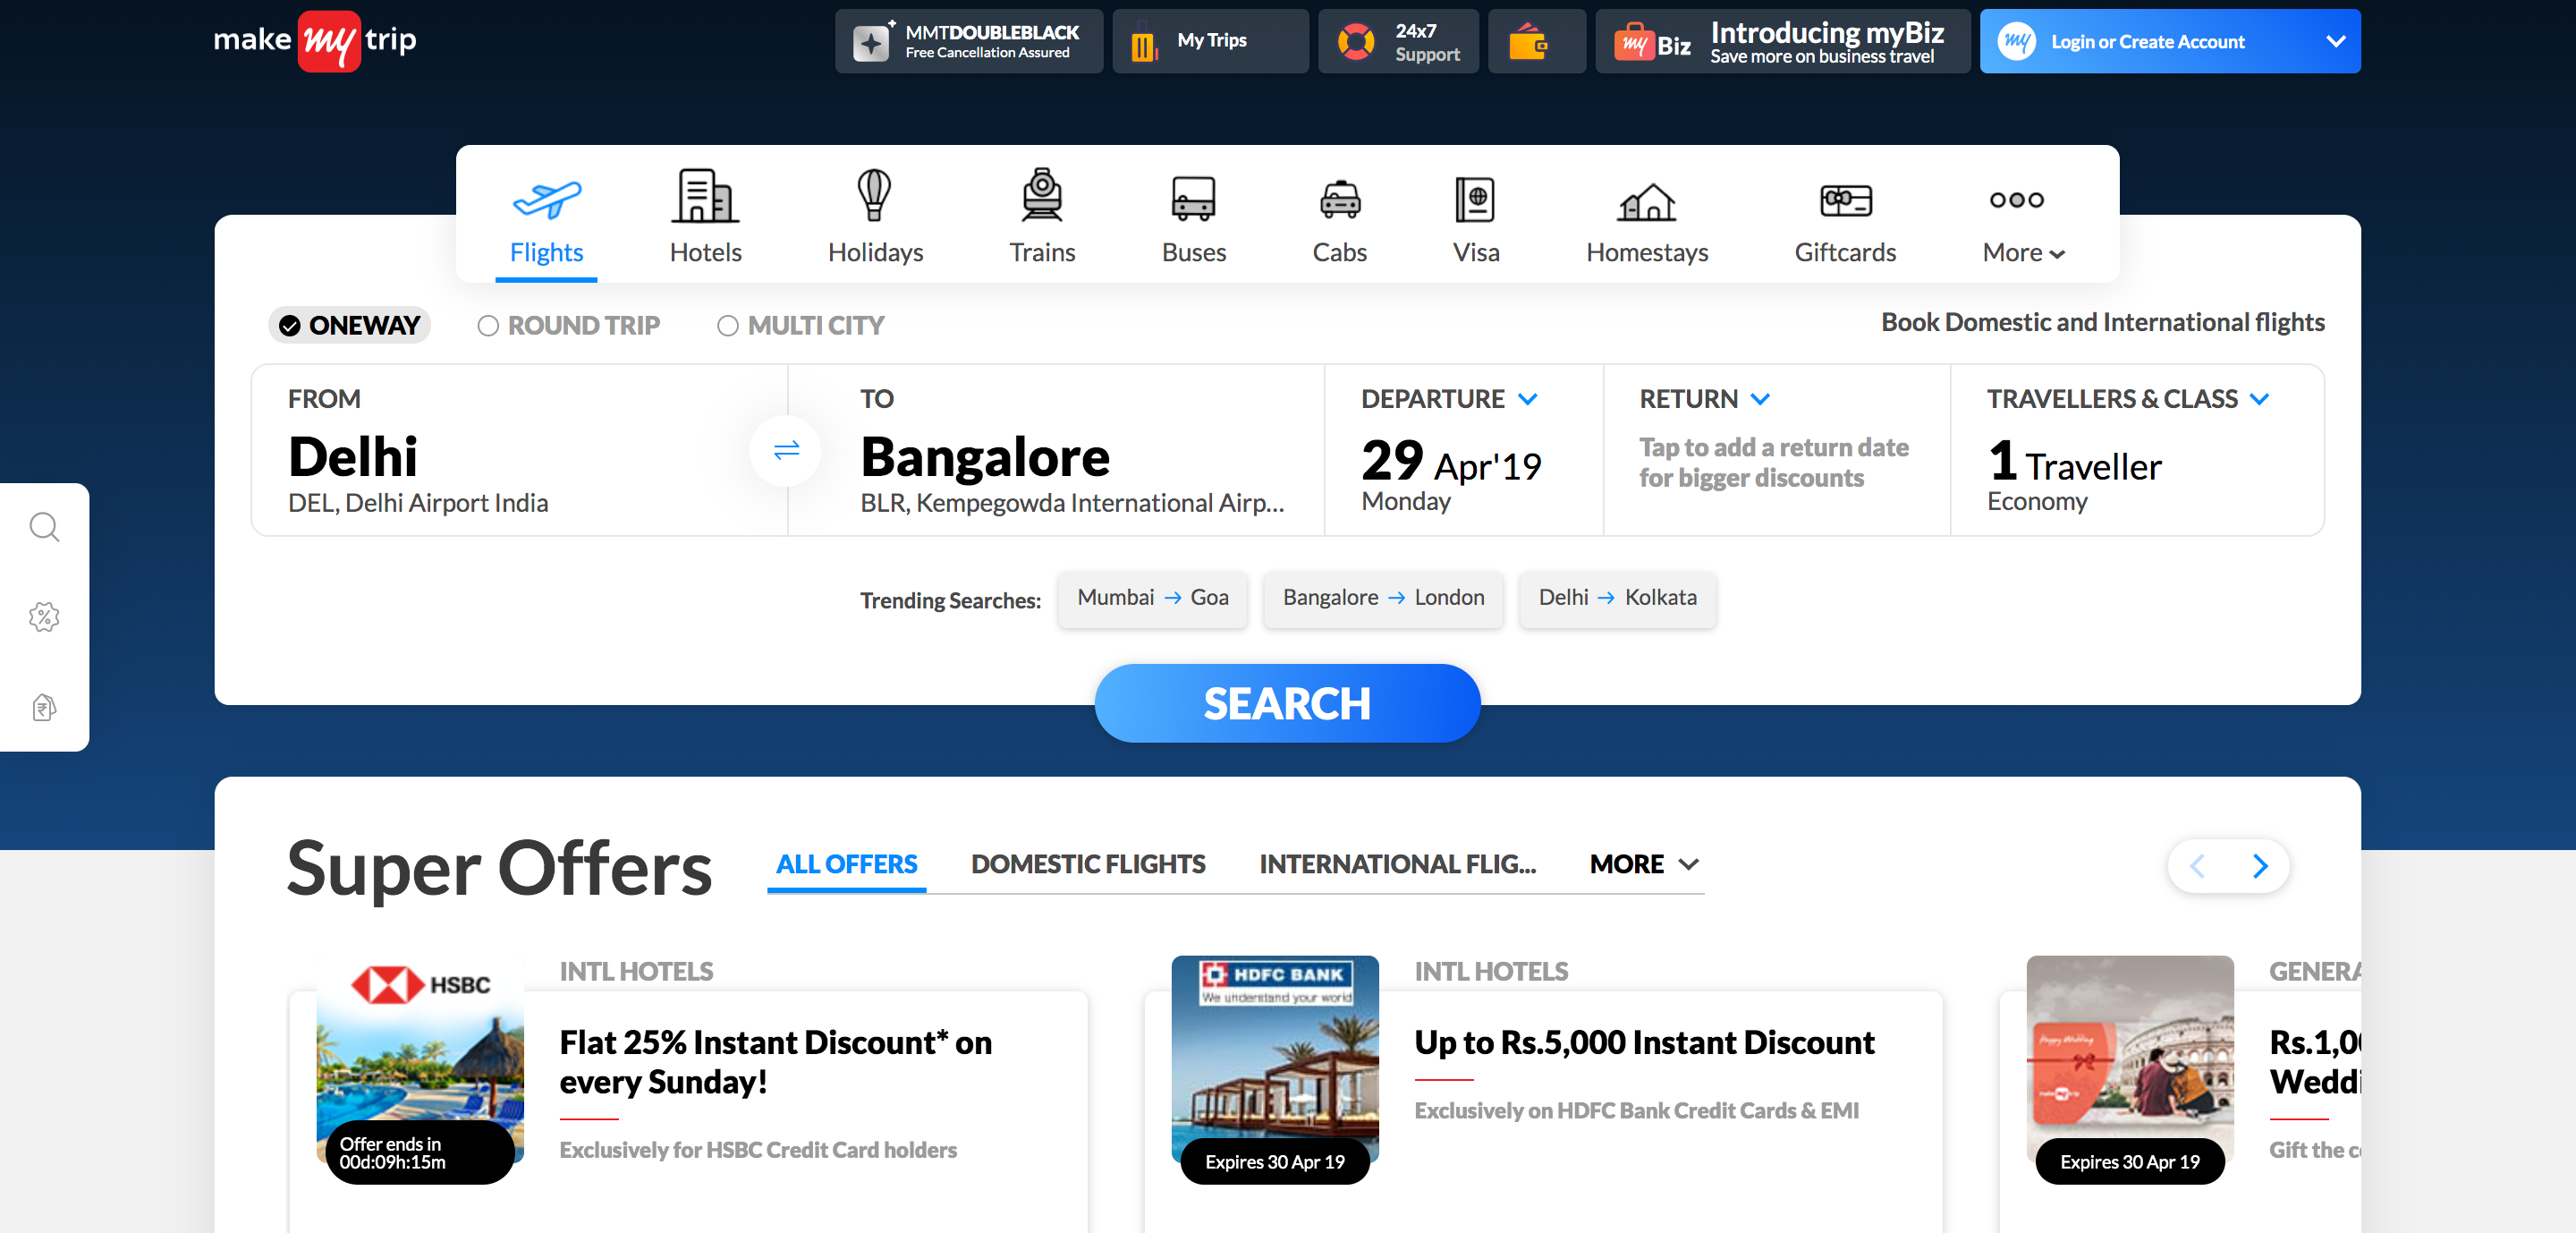 make my trip
MMTDOUBLEBLACK
Free Cancellation Assured
My Trips
24x7
Support
my Biz
Introducing myBiz
Save more on business travel
my
Login or Create Account
Flights
Hotels
Holidays
Trains
Buses
Cabs
Visa
Homestays
Giftcards
More
ONEWAY
ROUND TRIP
MULTI CITY
Book Domestic and International flights
FROM
Delhi
DEL, Delhi Airport India
TO
Bangalore
BLR, Kempegowda International Airp...
DEPARTURE
29 Apr'19
Monday
RETURN
Tap to add a return date
for bigger discounts
TRAVELLERS & CLASS
1 Traveller
Economy
Trending Searches:
Mumbai → Goa
Bangalore → London
Delhi → Kolkata
SEARCH
Super Offers
ALL OFFERS
DOMESTIC FLIGHTS
INTERNATIONAL FLIG...
MORE
HSBC
INTL HOTELS
Flat 25% Instant Discount* on
every Sunday!
Exclusively for HSBC Credit Card holders
Offer ends in
00d:09h:15m
HDFC BANK
We understand your world
INTL HOTELS
Up to Rs.5,000 Instant Discount
Exclusively on HDFC Bank Credit Cards & EMI
Expires 30 Apr 19
Happy Wedding
make my trip
GENERA
Rs.1,00
Weddi
Gift the c
Expires 30 Apr 19